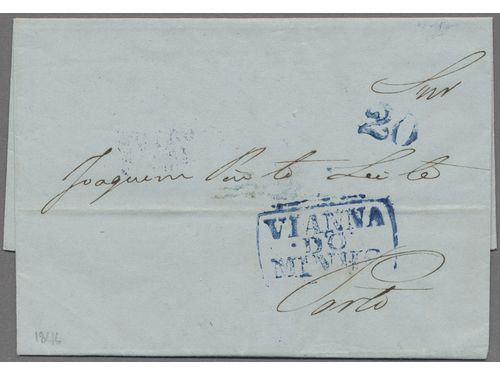 Snr
20
Joaquim Pinto Leite
VIANNA
DO
MINHO
Porto
1846